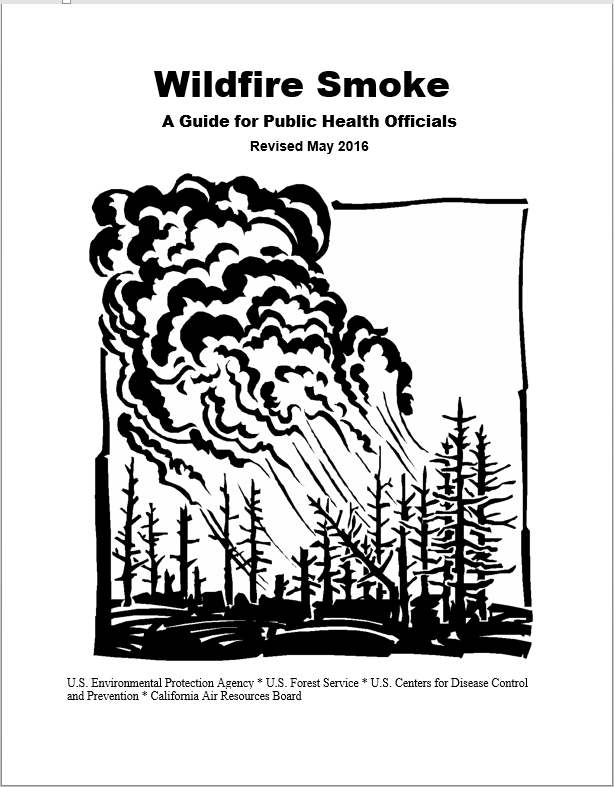 Wildfire Smoke
A Guide for Public Health Officials
Revised May 2016
U.S. Environmental Protection Agency * U.S. Forest Service * U.S. Centers for Disease Control
and Prevention * California Air Resources Board